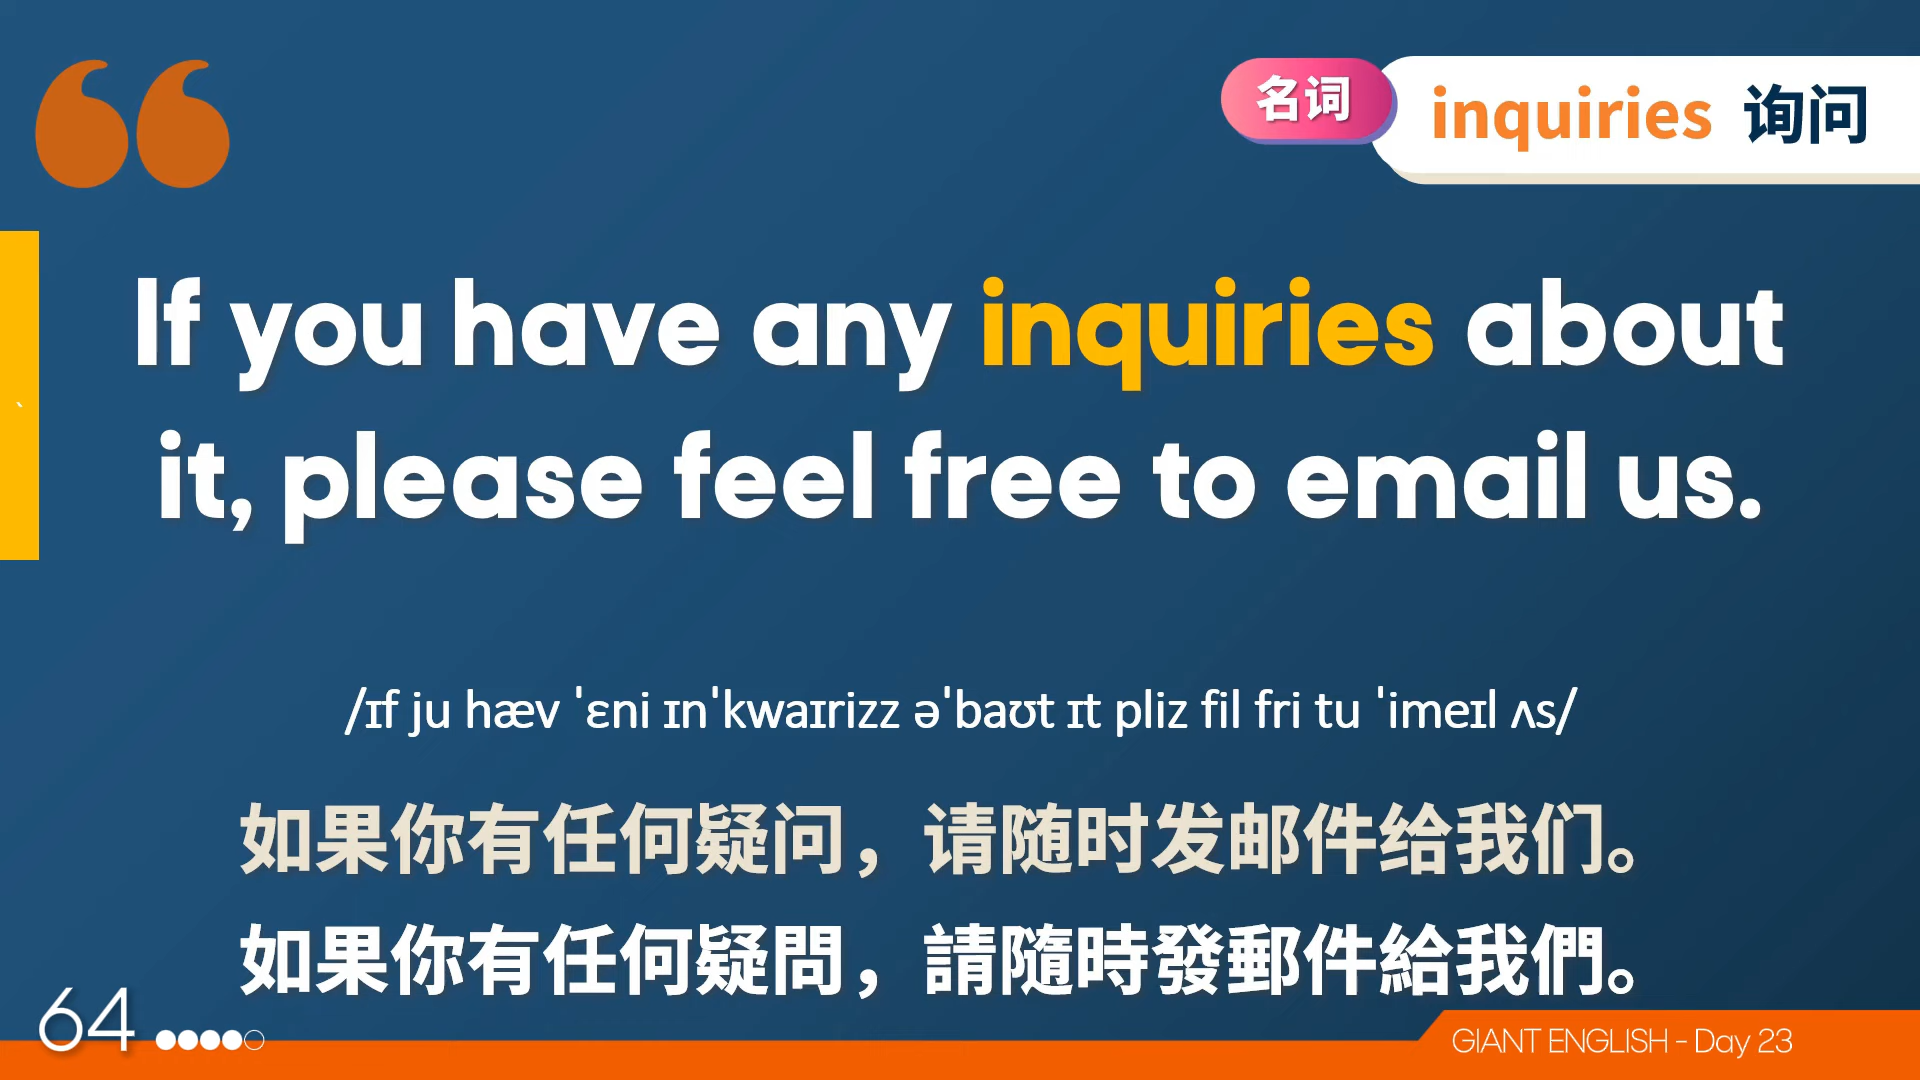 名词
inquiries 询问
If you have any inquiries about
it, please feel free to email us.
/ɪf ju hæv ˈɛni ɪnˈkwaɪrizz əˈbaʊt ɪt pliz fil fri tu ˈimeɪl ʌs/
如果你有任何疑问，请随时发邮件给我们。
如果你有任何疑問，請隨時發郵件給我們。
64
GIANT ENGLISH - Day 23